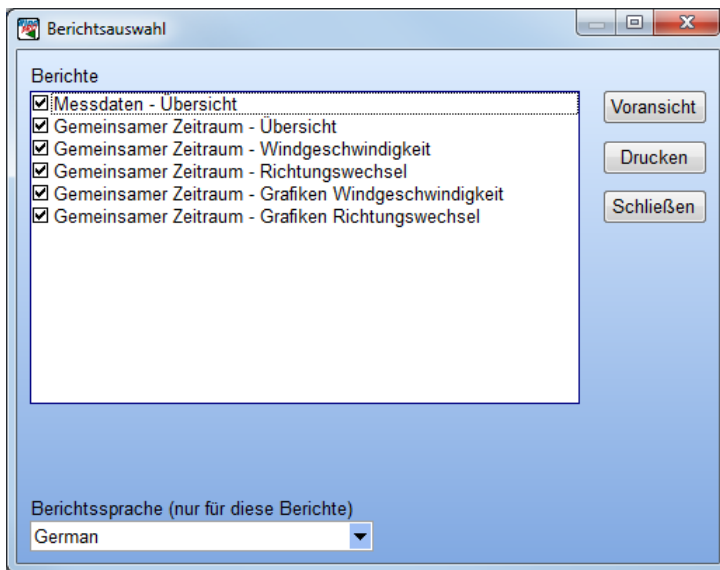 Berichtsauswahl
Berichte
Messdaten - Übersicht
Gemeinsamer Zeitraum - Übersicht
Gemeinsamer Zeitraum - Windgeschwindigkeit
Gemeinsamer Zeitraum - Richtungswechsel
Gemeinsamer Zeitraum - Grafiken Windgeschwindigkeit
Gemeinsamer Zeitraum - Grafiken Richtungswechsel
Voransicht
Drucken
Schließen
Berichtssprache (nur für diese Berichte)
German